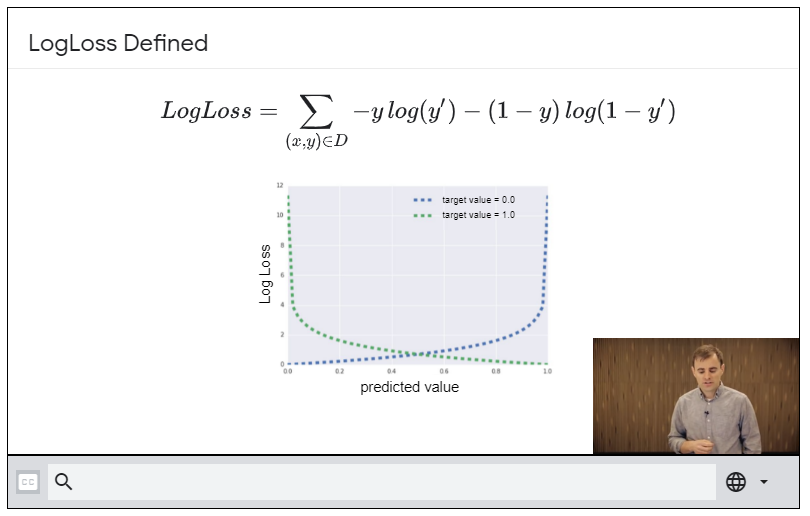 LogLoss Defined
LogLoss = ∑ −y log(y′) − (1 − y) log(1 − y′)
(x,y)∈D
12
10
8
6
4
2
0
Log Loss
target value = 0.0
target value = 1.0
0.0 0.2 0.4 0.6 0.8 1.0
predicted value
CC